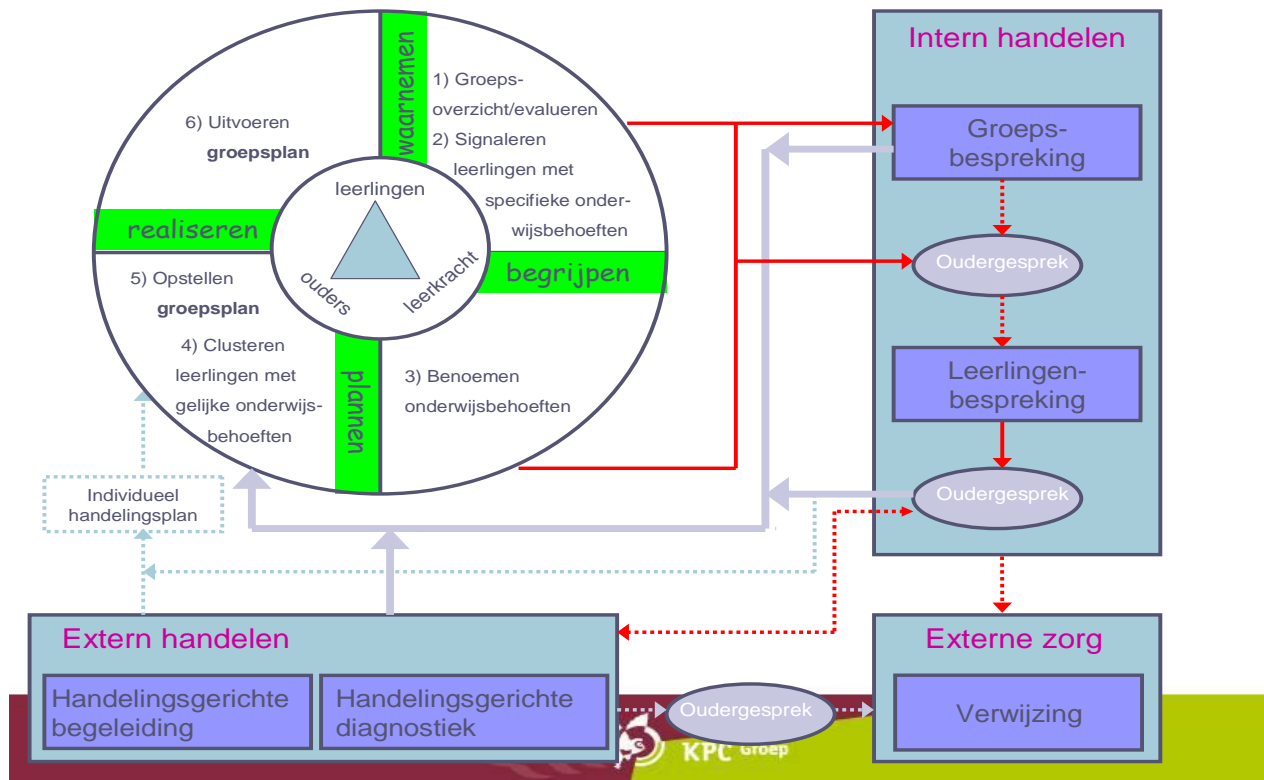 waarnemen
1) Groeps-
overzicht/evalueren
2) Signaleren
leerlingen met
specifieke onder-
wijsbehoeften
begrijpen
3) Benoemen
onderwijsbehoeften
plannen
4) Clusteren
leerlingen met
gelijke onderwijs-
behoeften
5) Opstellen
groepsplan
realiseren
6) Uitvoeren
groepsplan
leerlingen
ouders
leerkracht
Individueel
handelingsplan
Intern handelen
Groeps-
bespreking
Oudergesprek
Leerlingen-
bespreking
Oudergesprek
Extern handelen
Handelingsgerichte
begeleiding
Handelingsgerichte
diagnostiek
Oudergesprek
Externe zorg
Verwijzing
KPC Groep